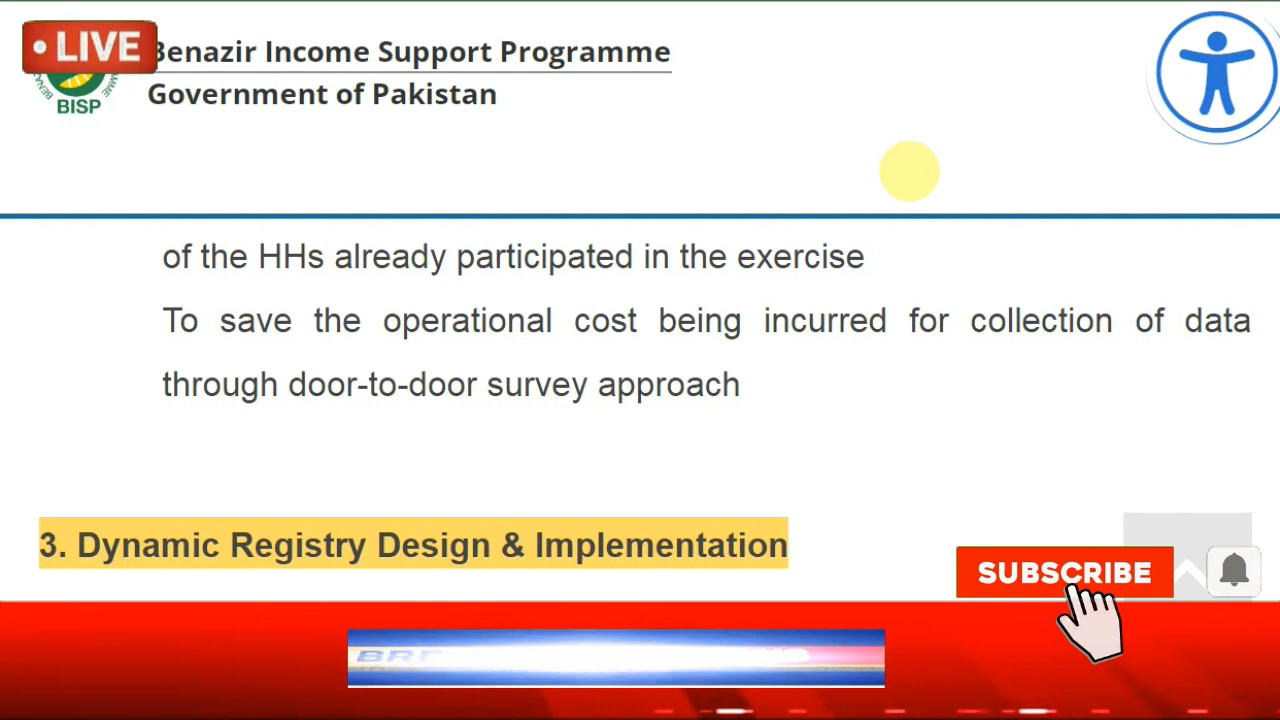 LIVE
Benazir Income Support Programme
Government of Pakistan
BISP
of the HHs already participated in the exercise
To save the operational cost being incurred for collection of data
through door-to-door survey approach
3. Dynamic Registry Design & Implementation
SUBSCRIBE